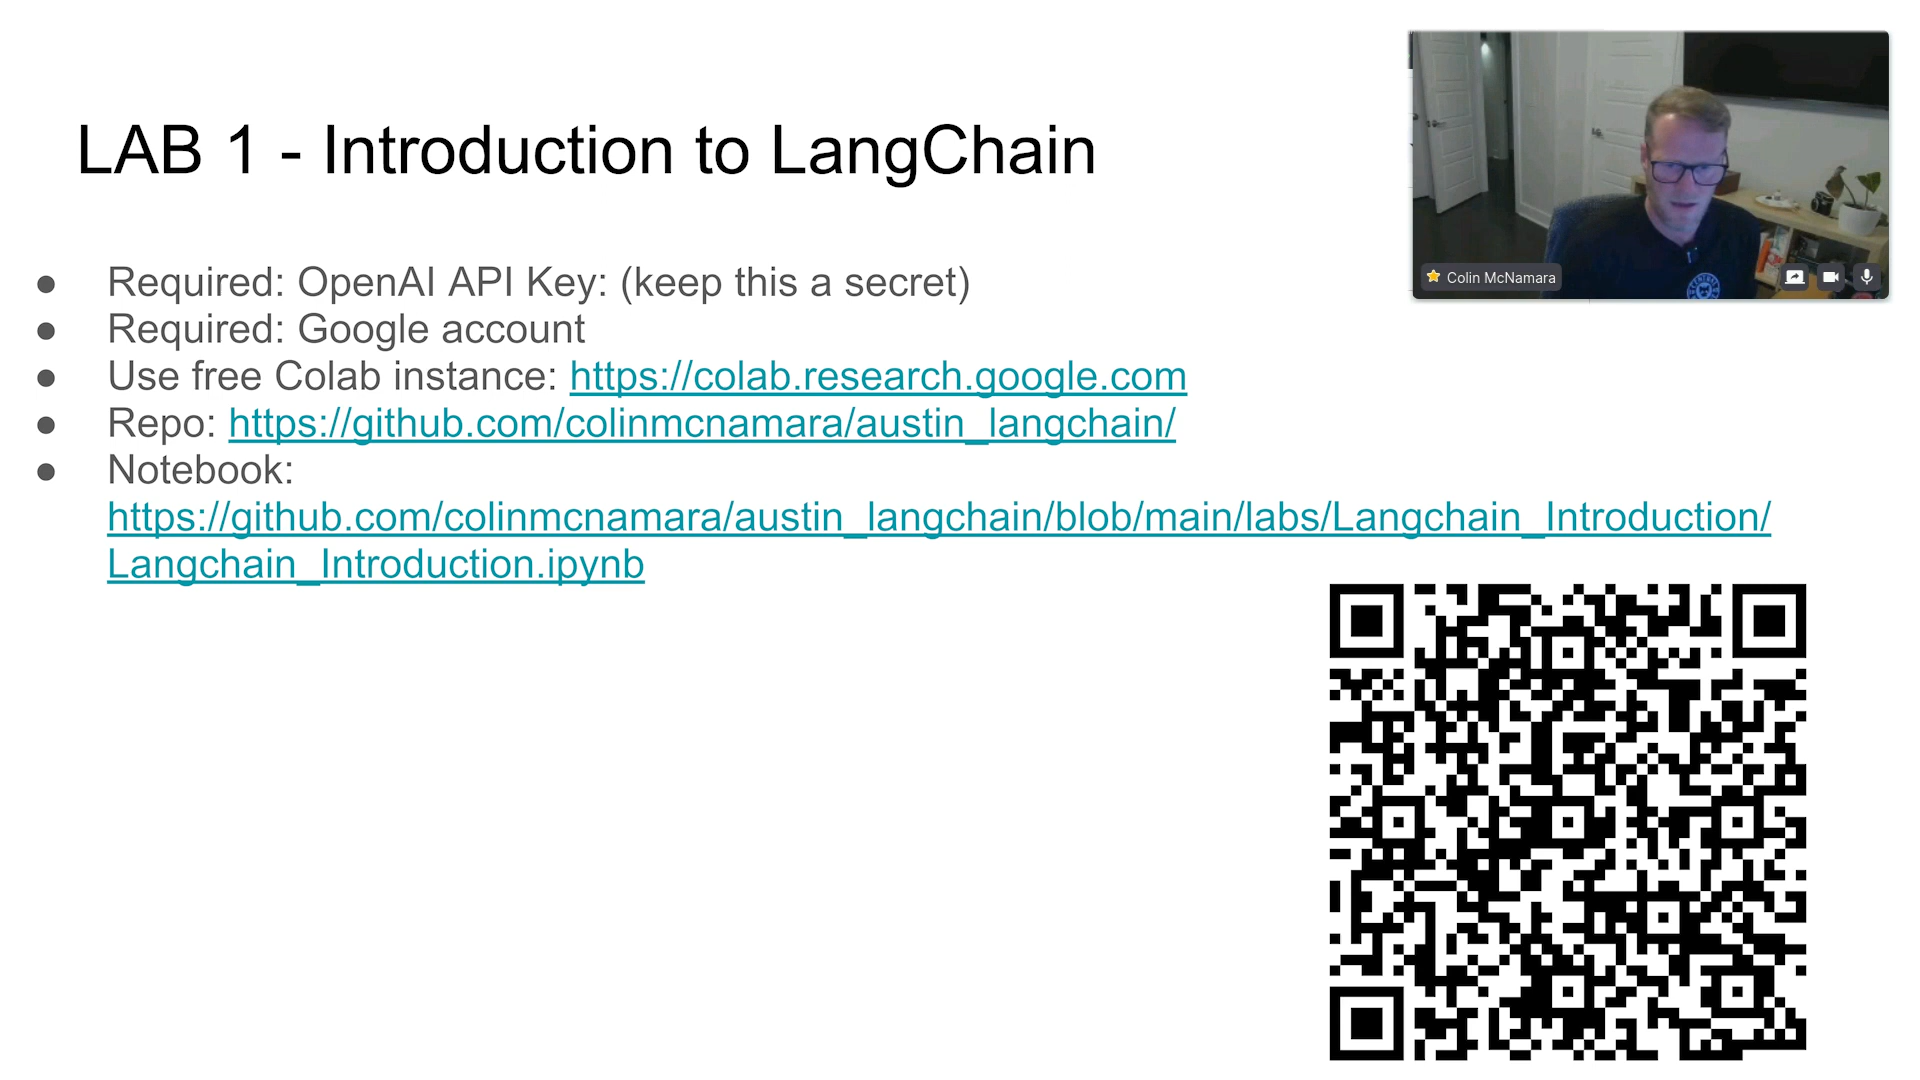 LAB 1 - Introduction to LangChain
Required: OpenAI API Key: (keep this a secret)
Required: Google account
Use free Colab instance: https://colab.research.google.com
Repo: https://github.com/colinmcnamara/austin_langchain/
Notebook:
https://github.com/colinmcnamara/austin_langchain/blob/main/labs/Langchain_Introduction/
Langchain_Introduction.ipynb
Colin McNamara